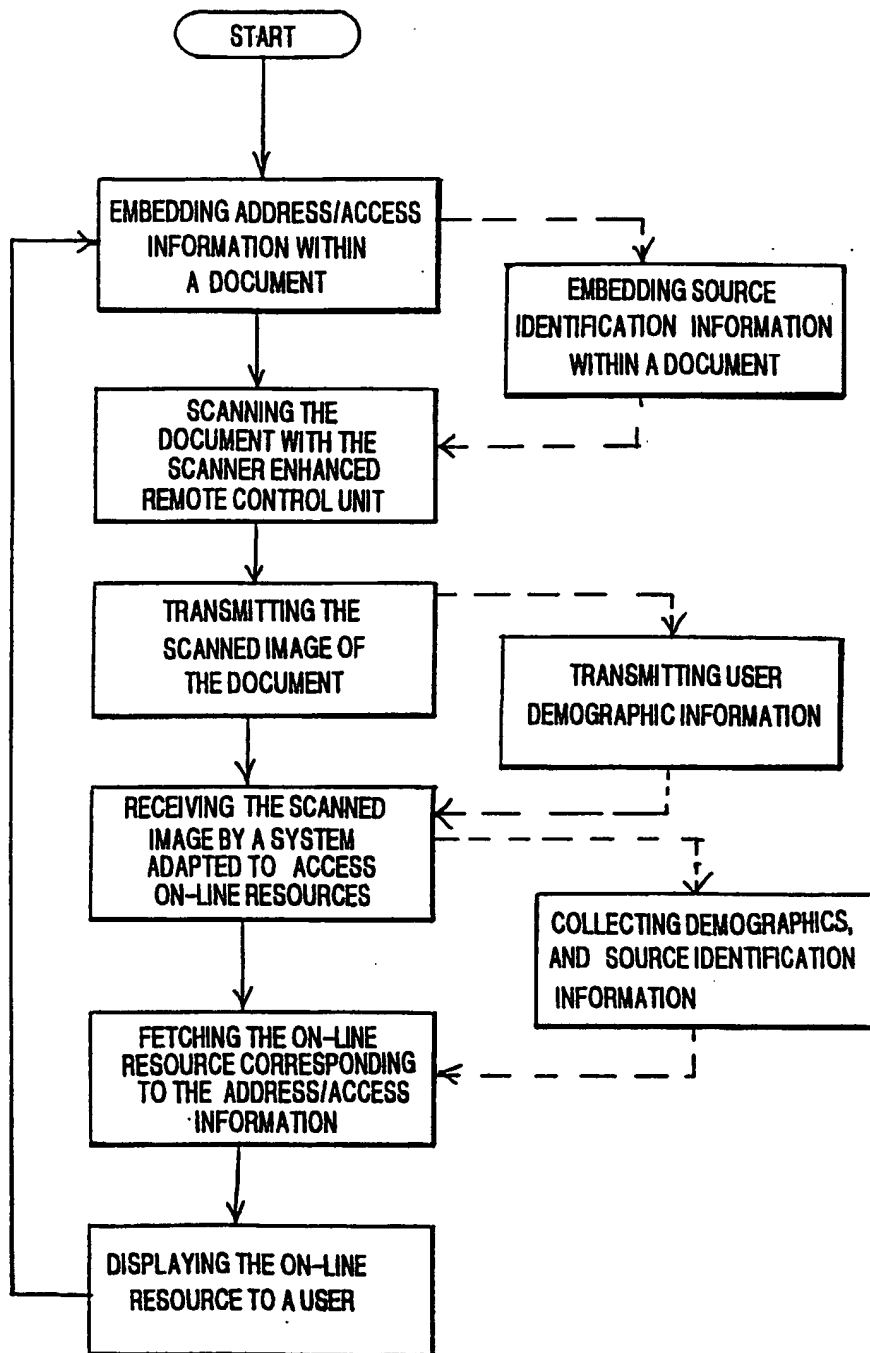 START
EMBEDDING ADDRESS/ACCESS
INFORMATION WITHIN
A DOCUMENT
EMBEDDING SOURCE
IDENTIFICATION INFORMATION
WITHIN A DOCUMENT
SCANNING THE
DOCUMENT WITH THE
SCANNER ENHANCED
REMOTE CONTROL UNIT
TRANSMITTING THE
SCANNED IMAGE OF
THE DOCUMENT
TRANSMITTING USER
DEMOGRAPHIC INFORMATION
RECEIVING THE SCANNED
IMAGE BY A SYSTEM
ADAPTED TO ACCESS
ON-LINE RESOURCES
COLLECTING DEMOGRAPHICS,
AND SOURCE IDENTIFICATION
INFORMATION
FETCHING THE ON-LINE
RESOURCE CORRESPONDING
TO THE ADDRESS/ACCESS
INFORMATION
DISPLAYING THE ON-LINE
RESOURCE TO A USER